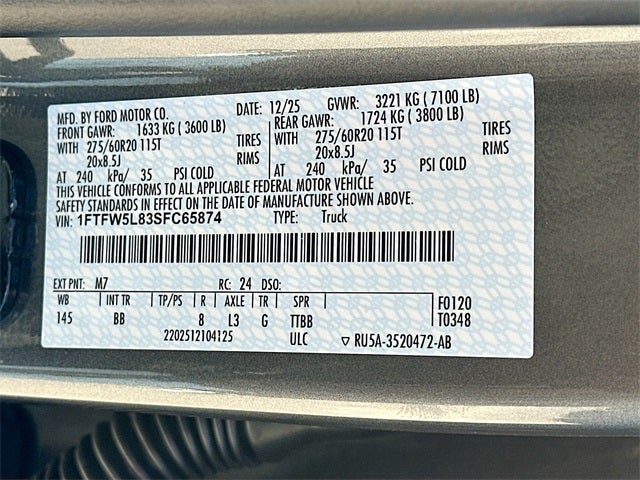 MFD. BY FORD MOTOR CO. DATE: 12/25 GVWR: 3221 KG ( 7100 LB)
FRONT GAWR: 1633 KG ( 3600 LB) REAR GAWR: 1724 KG ( 3800 LB)
WITH 275/60R20 115T TIRES WITH 275/60R20 115T TIRES
20x8.5J RIMS 20x8.5J RIMS
AT 240 kPa/ 35 PSI COLD AT 240 kPa/ 35 PSI COLD
THIS VEHICLE CONFORMS TO ALL APPLICABLE FEDERAL MOTOR VEHICLE
SAFETY STANDARDS IN EFFECT ON THE DATE OF MANUFACTURE SHOWN ABOVE.
VIN: 1FTFW5L83SFC65874 TYPE: Truck
EXT PNT: M7 RC: 24 DSO:
WB INT TR TP/PS R AXLE TR SPR F0120
145 BB 8 L3 G TTBB T0348
2202512104125 ULC ▽ RU5A-3520472-AB